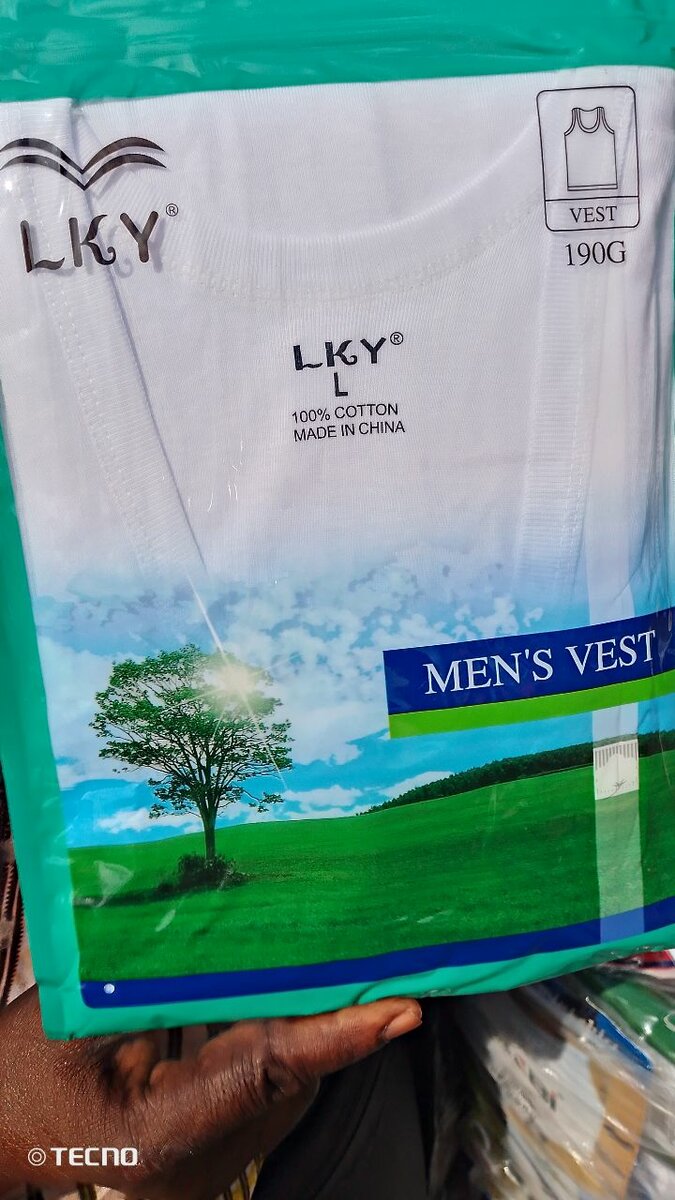 LKY®
VEST
190G
LKY®
L
100% COTTON
MADE IN CHINA
MEN'S VEST
TECNO